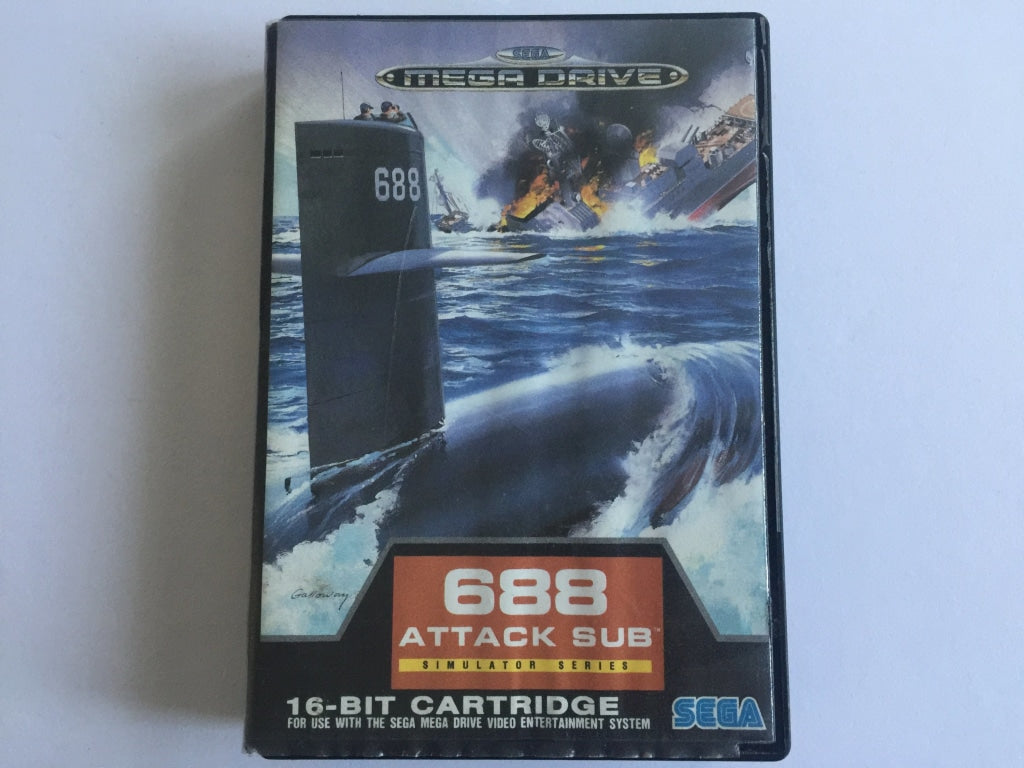 SEGA
MEGA DRIVE
688
Galloway
688
ATTACK SUB™
SIMULATOR SERIES
16-BIT CARTRIDGE
FOR USE WITH THE SEGA MEGA DRIVE VIDEO ENTERTAINMENT SYSTEM
SEGA